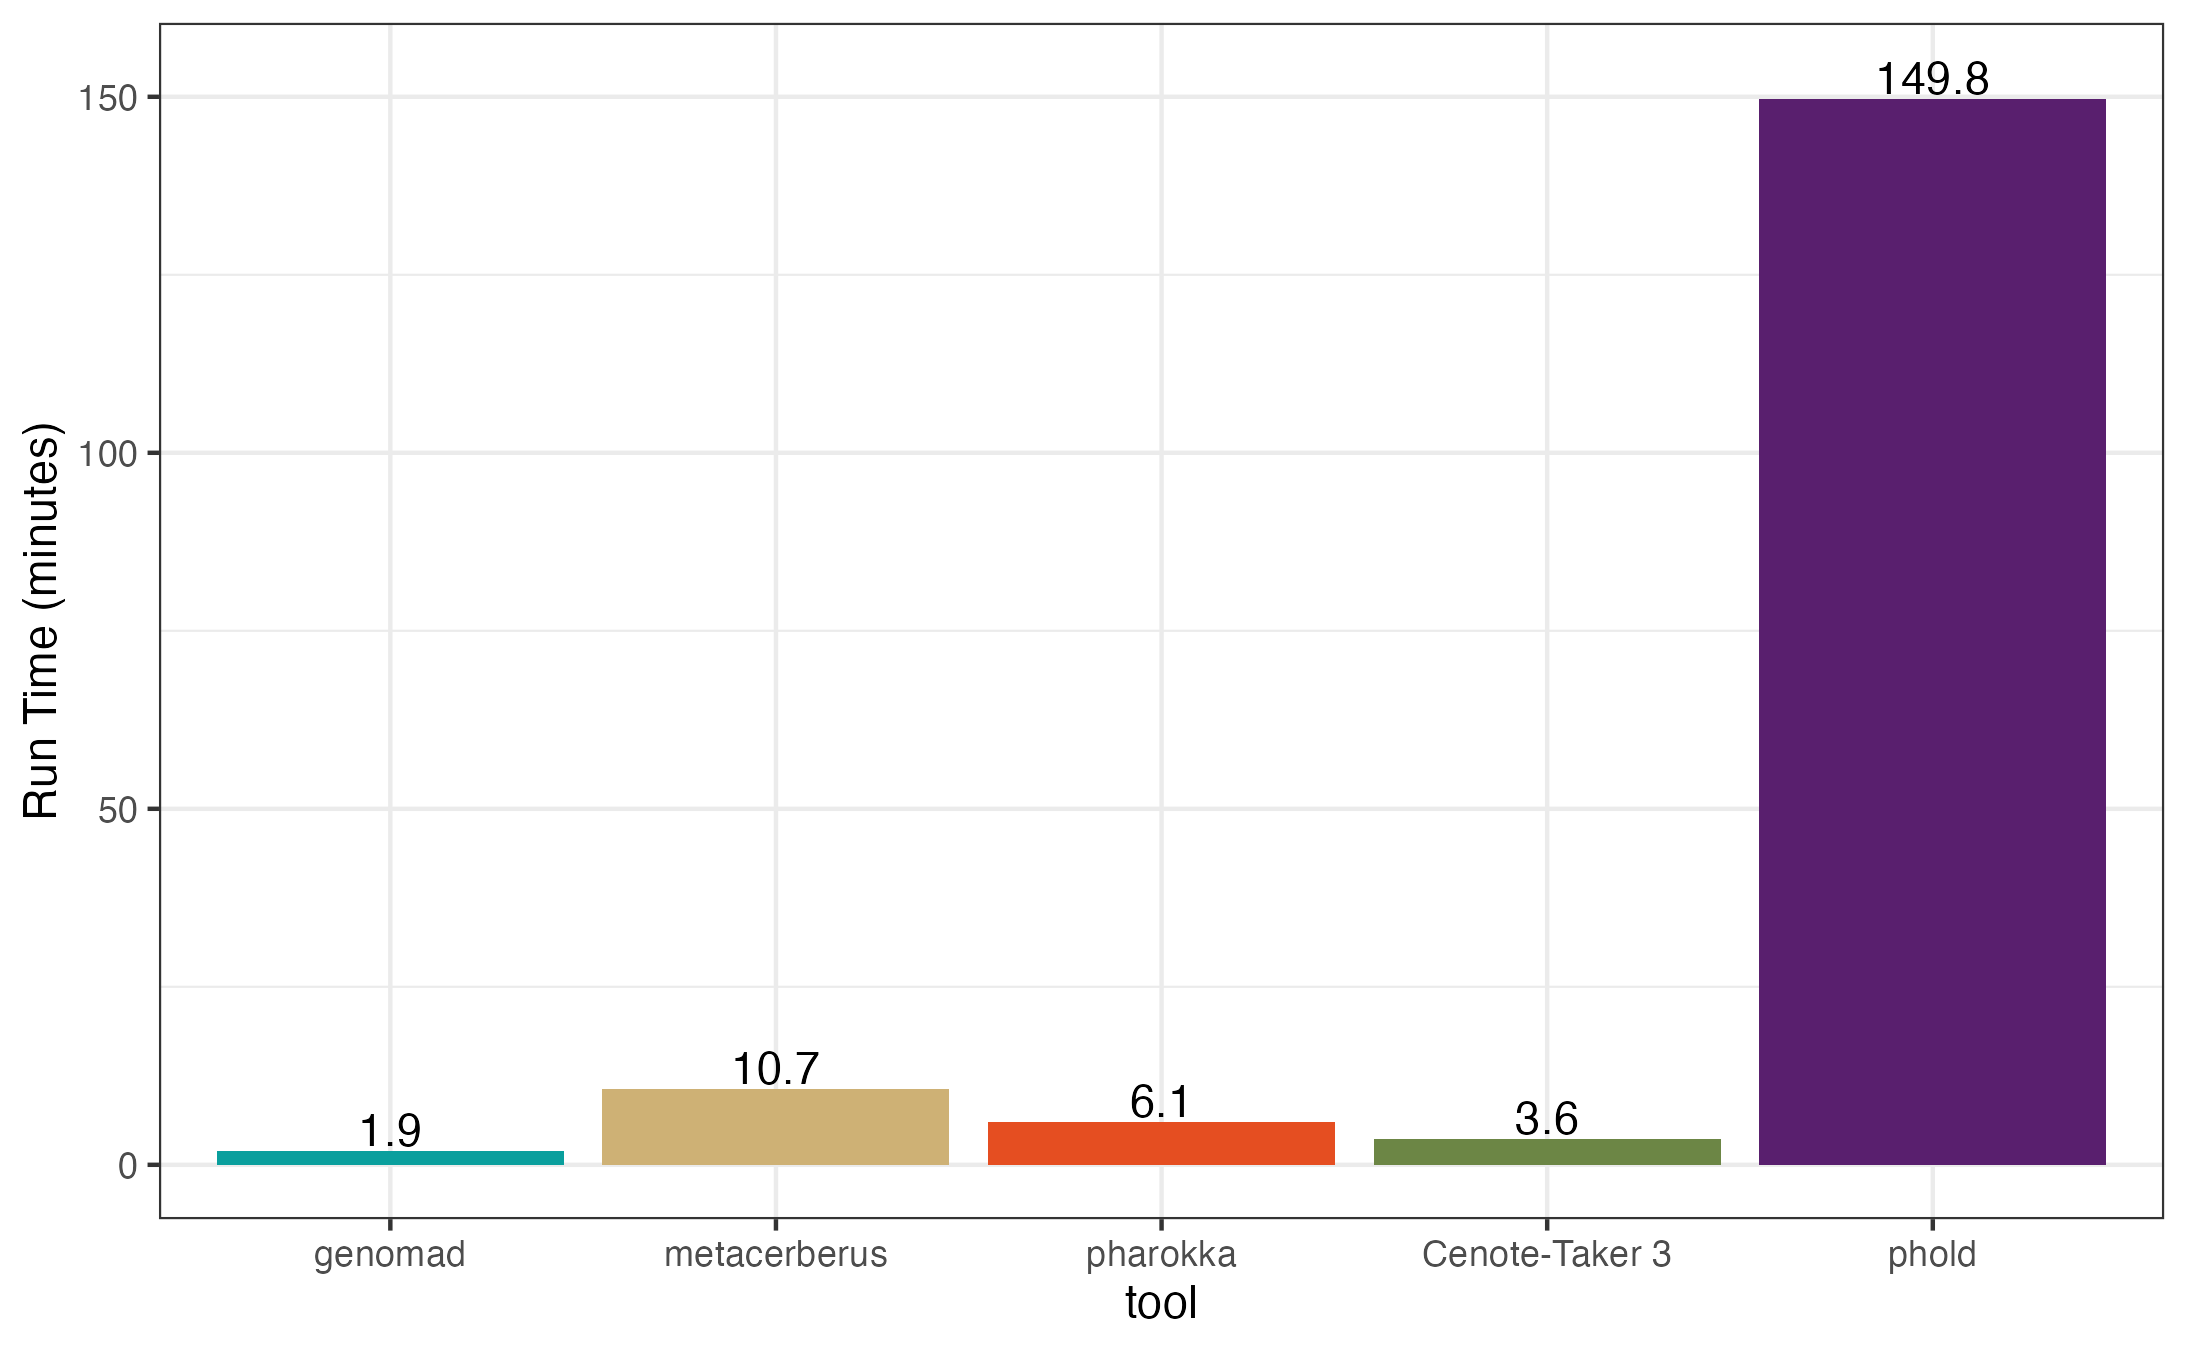 Run Time (minutes)
150
100
50
0
1.9
10.7
6.1
3.6
149.8
genomad
metacerberus
pharokka
Cenote-Taker 3
phold
tool